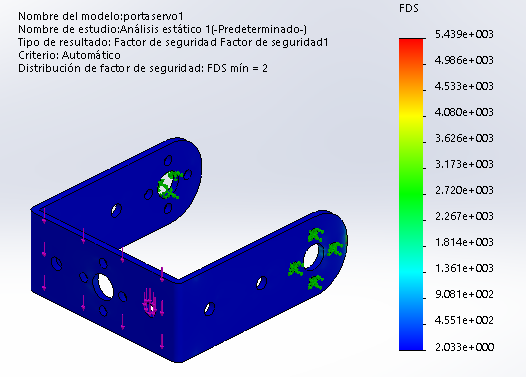 Nombre del modelo:portaservo1
Nombre de estudio:Análisis estático 1(-Predeterminado-)
Tipo de resultado: Factor de seguridad Factor de seguridad1
Criterio: Automático
Distribución de factor de seguridad: FDS mín = 2
FDS
5.439e+003
4.986e+003
4.533e+003
4.080e+003
3.626e+003
3.173e+003
2.720e+003
2.267e+003
1.814e+003
1.361e+003
9.081e+002
4.551e+002
2.033e+000